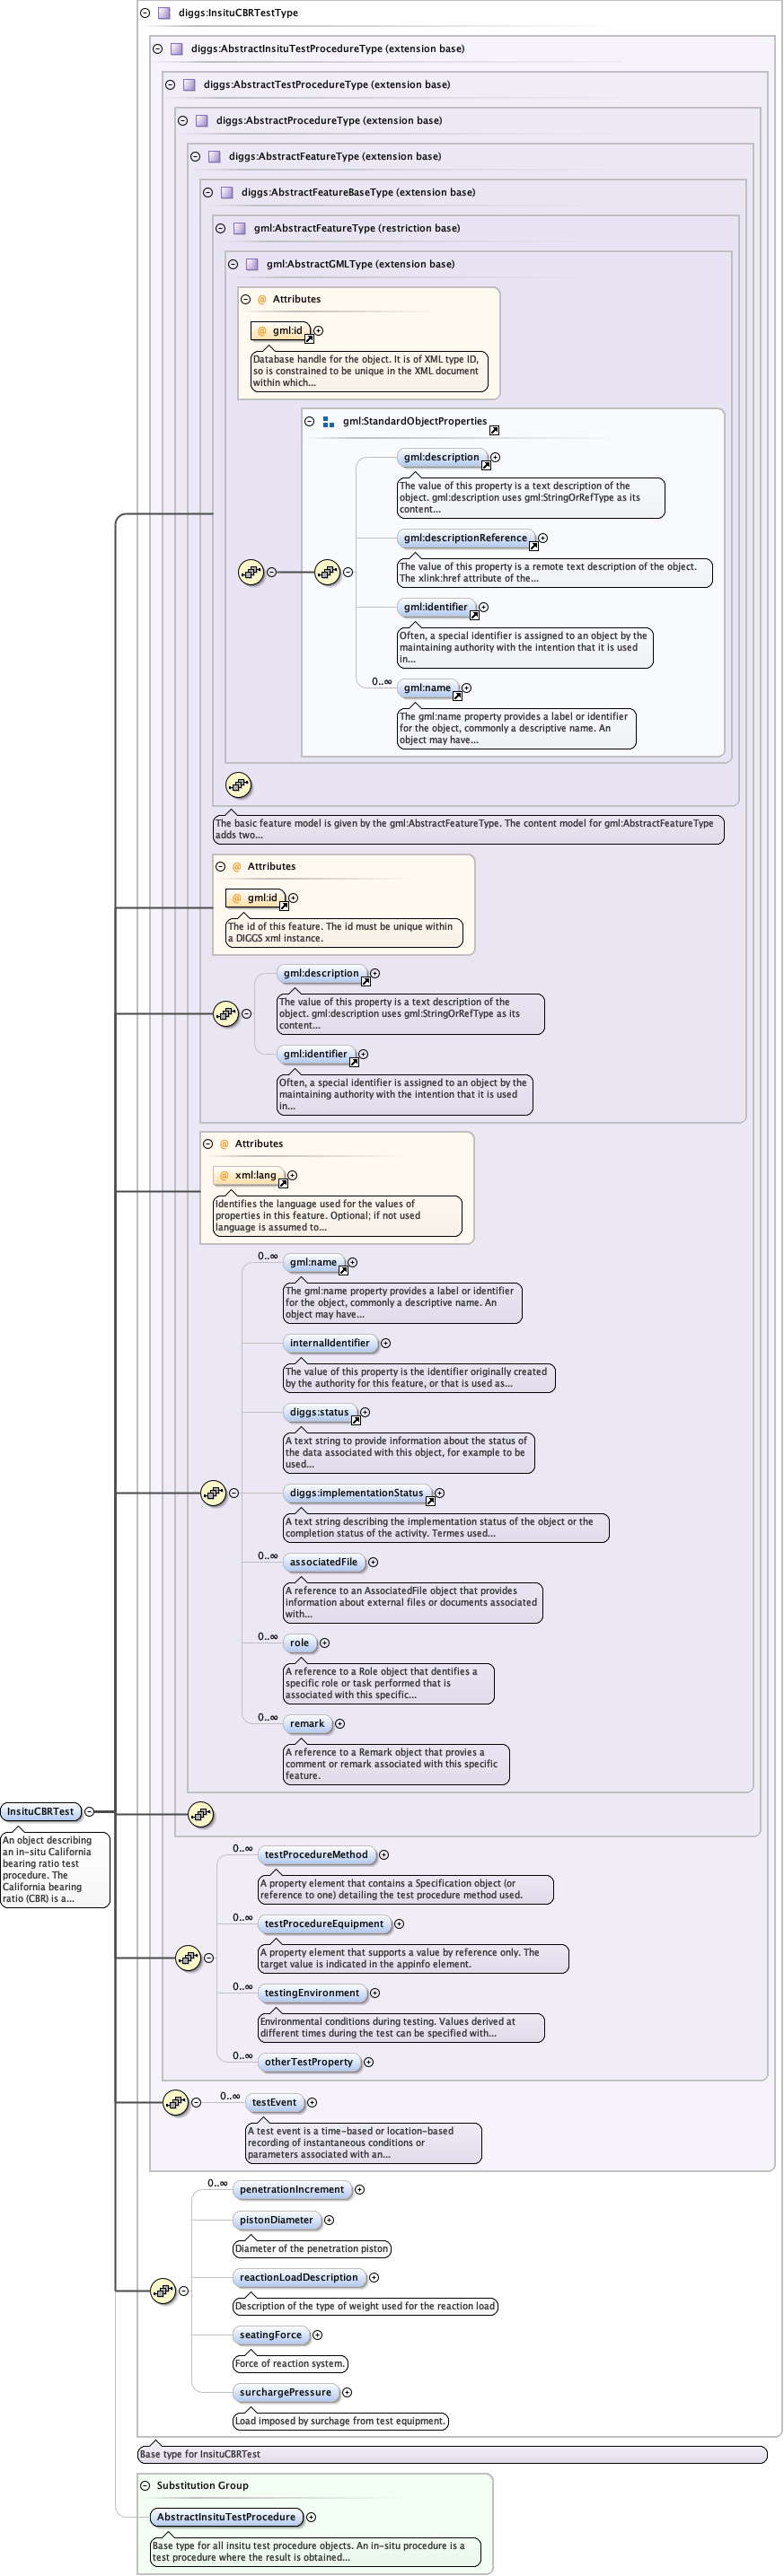 diggs:InsituCBRTestType
diggs:AbstractInsituTestProcedureType (extension base)
diggs:AbstractTestProcedureType (extension base)
diggs:AbstractProcedureType (extension base)
diggs:AbstractFeatureType (extension base)
diggs:AbstractFeatureBaseType (extension base)
gml:AbstractFeatureType (restriction base)
gml:AbstractGMLType (extension base)
@ Attributes
@ gml:id
Database handle for the object. It is of XML type ID,
so is constrained to be unique in the XML document
within which...
gml:StandardObjectProperties
gml:description
The value of this property is a text description of the
object. gml:description uses gml:StringOrRefType as its
content...
gml:descriptionReference
The value of this property is a remote text description of the object.
The xlink:href attribute of the...
gml:identifier
Often, a special identifier is assigned to an object by the
maintaining authority with the intention that it is used
in...
0..∞
gml:name
The gml:name property provides a label or identifier
for the object, commonly a descriptive name. An
object may have...
The basic feature model is given by the gml:AbstractFeatureType. The content model for gml:AbstractFeatureType
adds two...
@ Attributes
@ gml:id
The id of this feature. The id must be unique within
a DIGGS xml instance.
gml:description
The value of this property is a text description of the
object. gml:description uses gml:StringOrRefType as its
content...
gml:identifier
Often, a special identifier is assigned to an object by the
maintaining authority with the intention that it is used
in...
@ Attributes
@ xml:lang
Identifies the language used for the values of
properties in this feature. Optional; if not used
language is assumed to...
0..∞
gml:name
The gml:name property provides a label or identifier
for the object, commonly a descriptive name. An
object may have...
internalIdentifier
The value of this property is the identifier originally created
by the authority for this feature, or that is used as...
diggs:status
A text string to provide information about the status of
the data associated with this object, for example to be
used...
diggs:implementationStatus
A text string describing the implementation status of the object or the
completion status of the activity. Termes used...
0..∞
associatedFile
A reference to an AssociatedFile object that provides
information about external files or documents associated
with...
0..∞
role
A reference to a Role object that dentifies a
specific role or task performed that is
associated with this specific...
0..∞
remark
A reference to a Remark object that provies a
comment or remark associated with this specific
feature.
InsituCBRTest
An object describing
an in-situ California
bearing ratio test
procedure. The
California bearing
ratio (CBR) is a...
0..∞
testProcedureMethod
A property element that contains a Specification object (or
reference to one) detailing the test procedure method used.
0..∞
testProcedureEquipment
A property element that supports a value by reference only. The
target value is indicated in the appinfo element.
0..∞
testingEnvironment
Environmental conditions during testing. Values derived at
different times during the test can be specified with...
0..∞
otherTestProperty
0..∞
testEvent
A test event is a time-based or location-based
recording of instantaneous conditions or
parameters associated with an...
0..∞
penetrationIncrement
pistonDiameter
Diameter of the penetration piston
reactionLoadDescription
Description of the type of weight used for the reaction load
seatingForce
Force of reaction system.
surchargePressure
Load imposed by surchage from test equipment.
Base type for InsituCBRTest
Substitution Group
AbstractInsituTestProcedure
Base type for all insitu test procedure objects. An in-situ procedure is a
test procedure where the result is obtained...